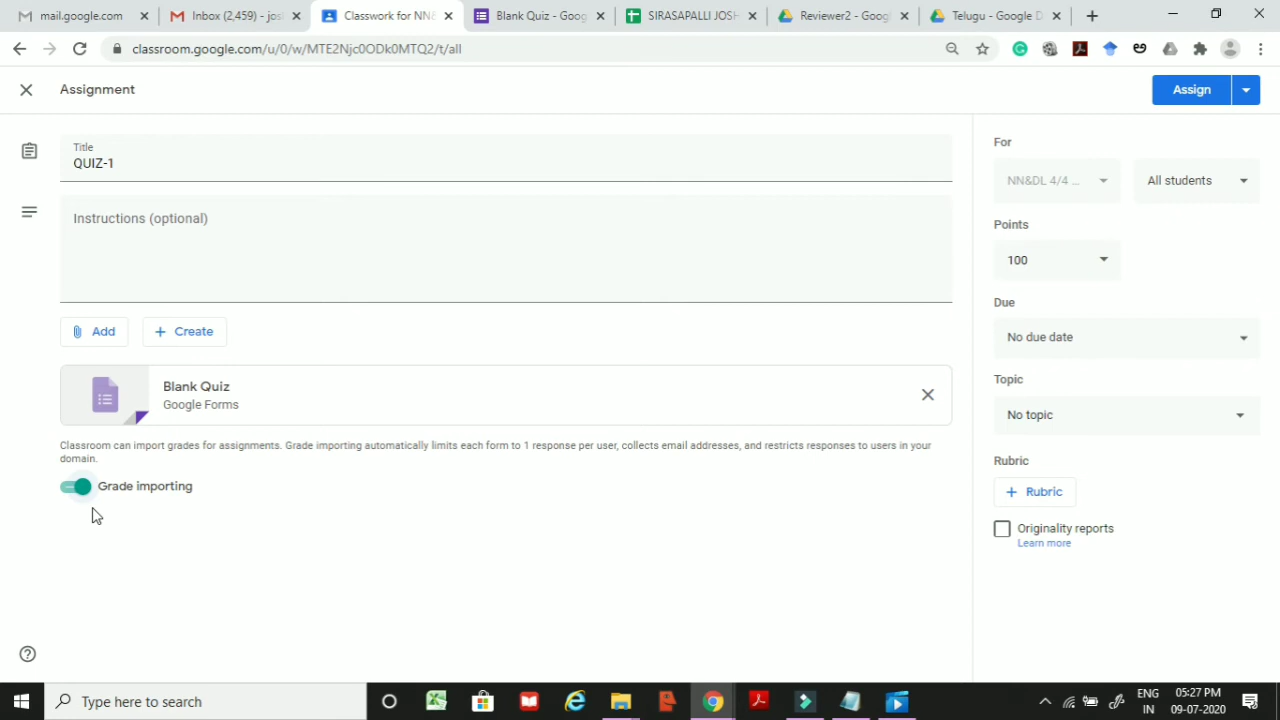 mail.google.com
Inbox (2,459) - jos
Classwork for NN&
Blank Quiz - Goog
SIRASAPALLI JOSH
Reviewer2 - Goog
Telugu - Google D
classroom.google.com/u/0/w/MTE2Njc0ODk0MTQ2/t/all
Assignment
Assign
Title
QUIZ-1
Instructions (optional)
Add
Create
Blank Quiz
Google Forms
Classroom can import grades for assignments. Grade importing automatically limits each form to 1 response per user, collects email addresses, and restricts responses to users in your
domain.
Grade importing
For
NN&DL 4/4 ...
All students
Points
100
Due
No due date
Topic
No topic
Rubric
Rubric
Originality reports
Learn more
Type here to search
ENG
IN
05:27 PM
09-07-2020